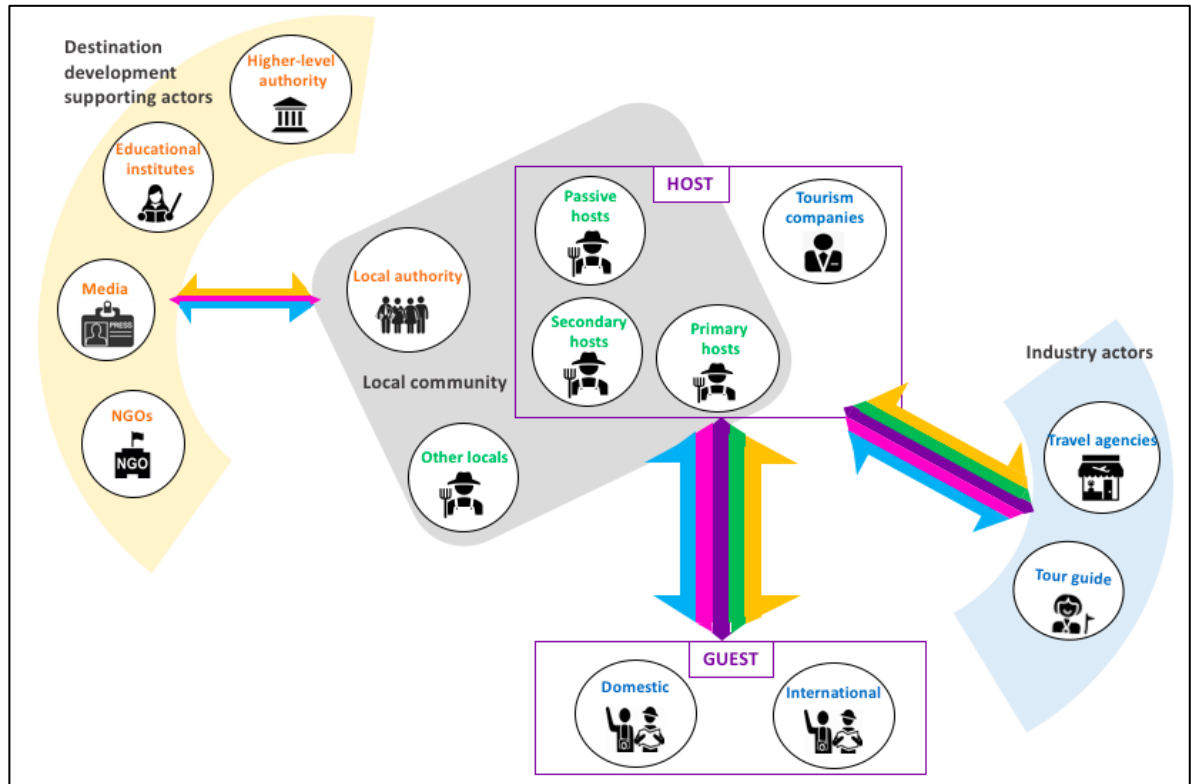 Destination
development
supporting actors
Higher-level
authority
Educational
institutes
Media
PRESS
NGOs
NGO
Local authority
Local community
Other locals
HOST
Passive
hosts
Tourism
companies
Secondary
hosts
Primary
hosts
Industry actors
Travel agencies
Tour guide
GUEST
Domestic
International